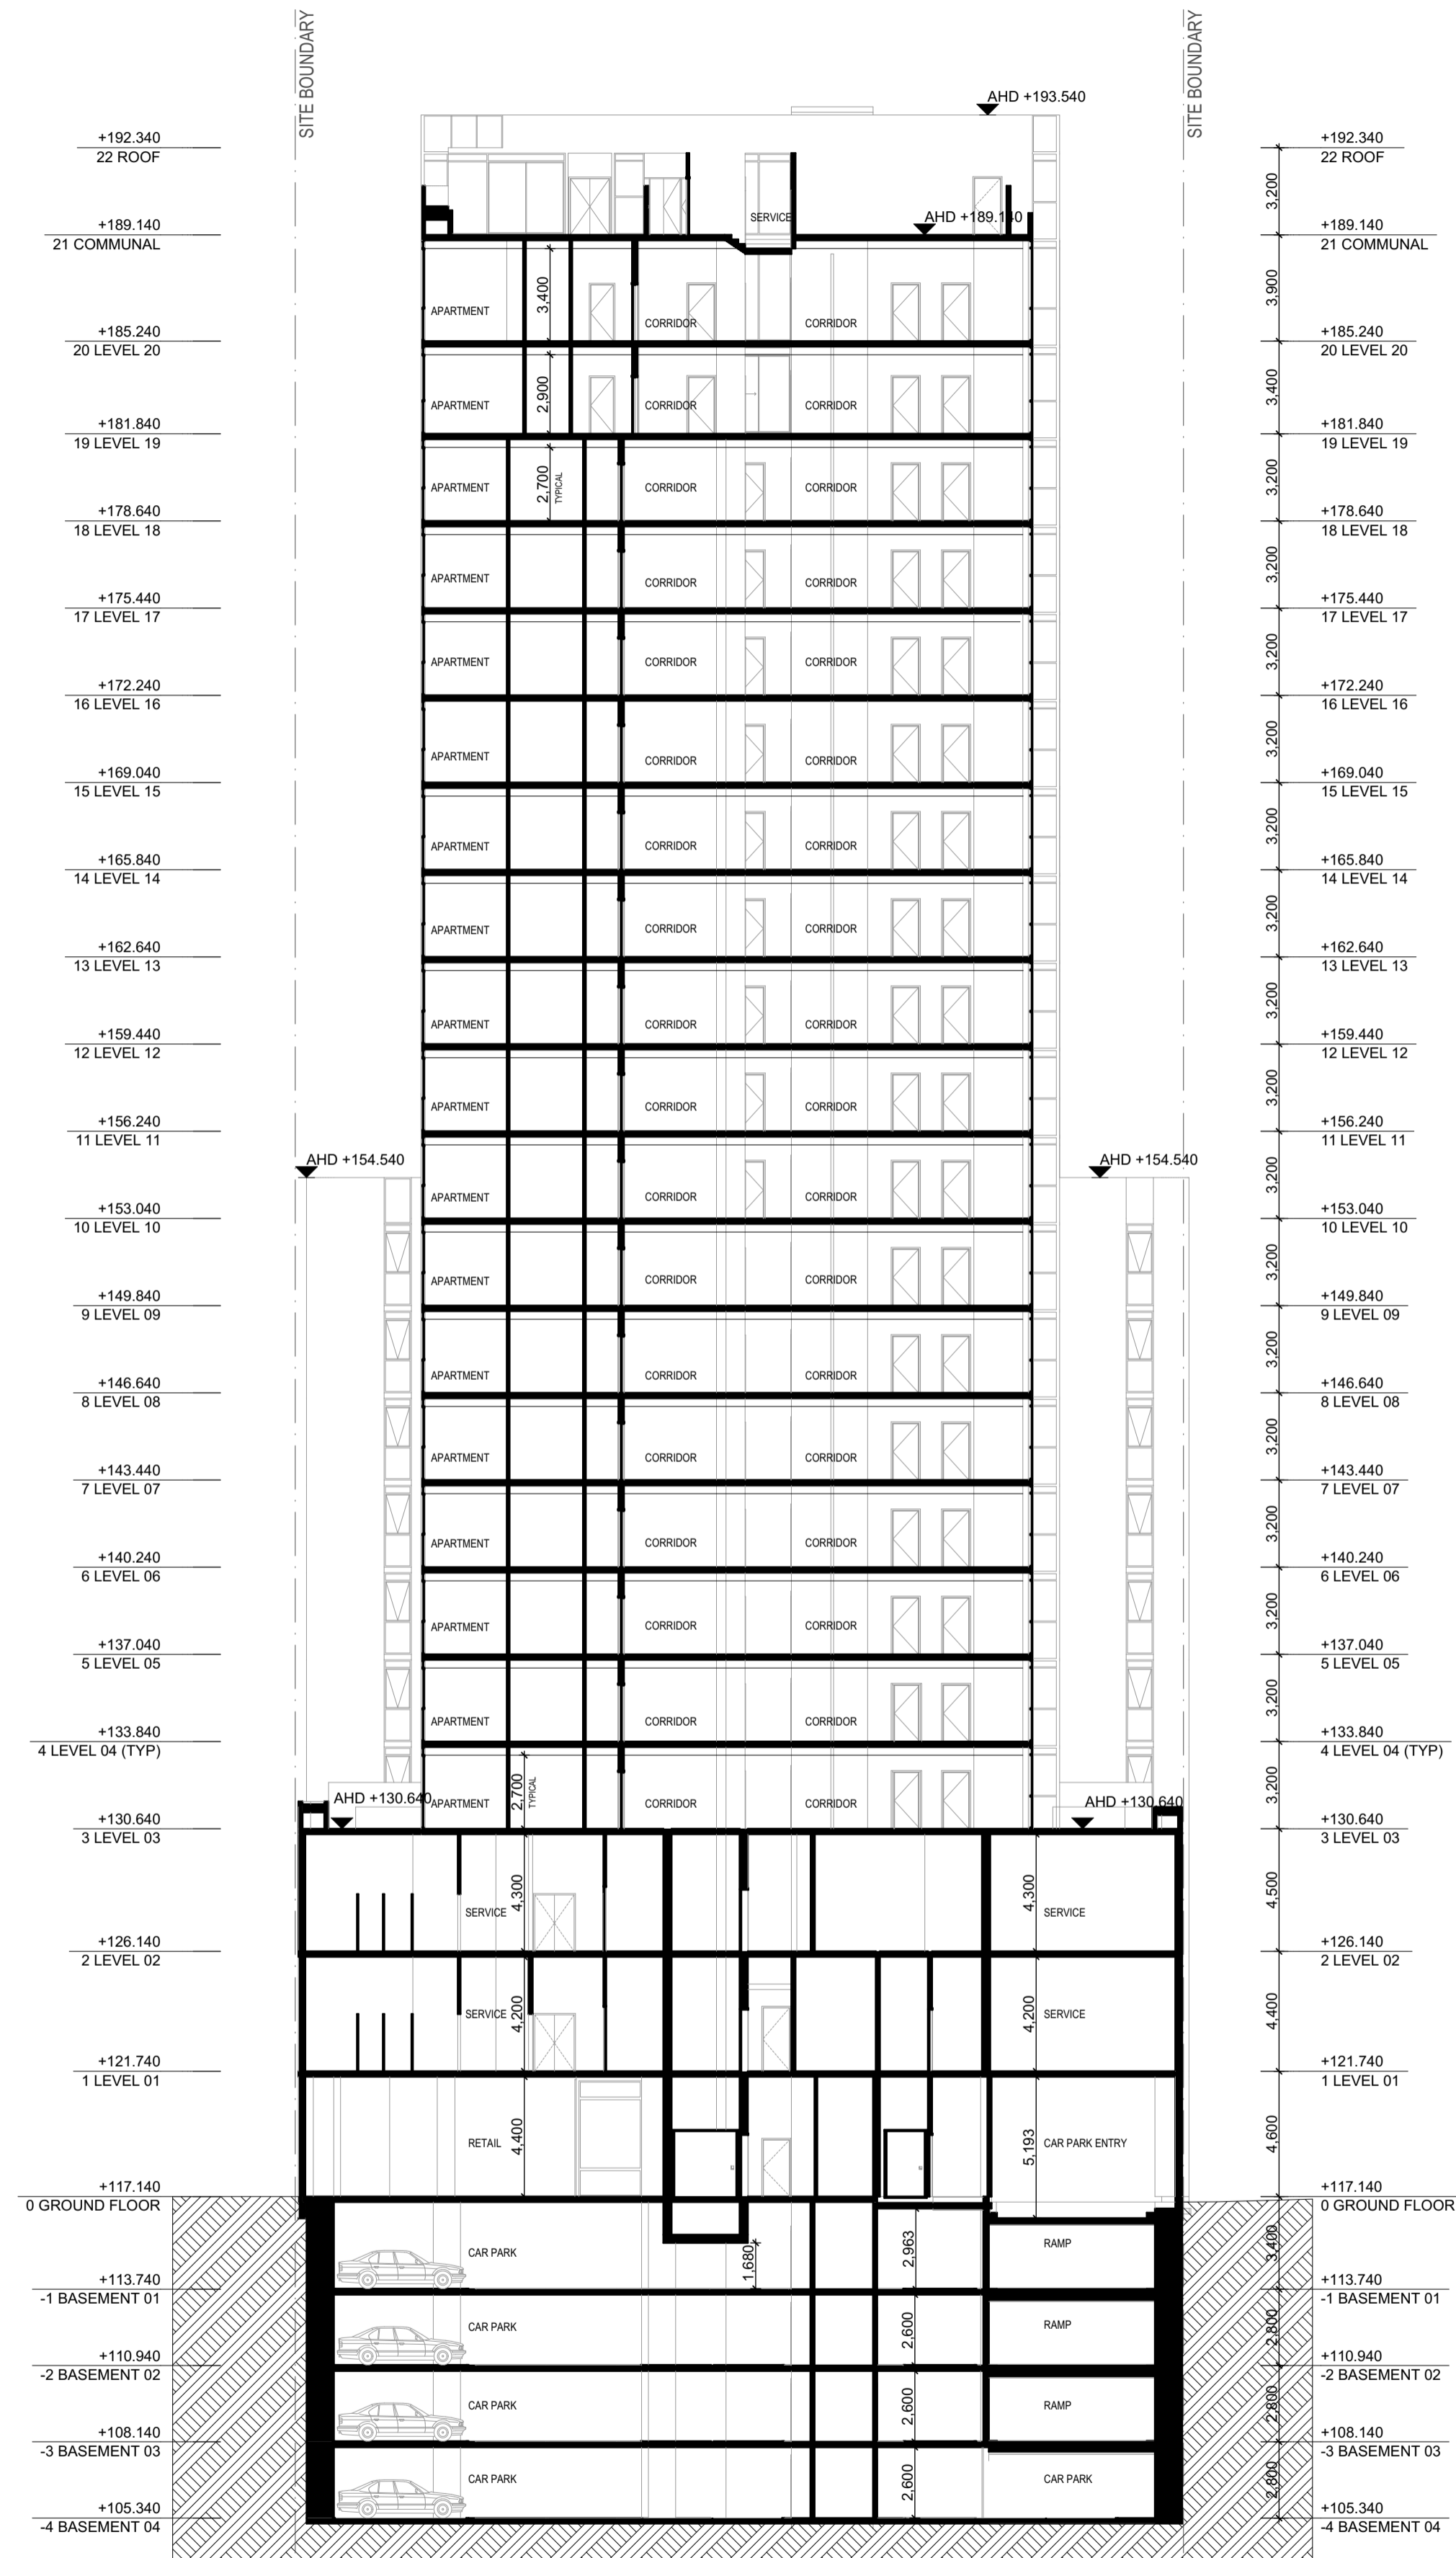 SITE BOUNDARY
SITE BOUNDARY
AHD +193.540
+192.340
22 ROOF
+192.340
22 ROOF
3,200
SERVICE
AHD +189.140
+189.140
21 COMMUNAL
+189.140
21 COMMUNAL
3,900
3,400
APARTMENT
CORRIDOR
CORRIDOR
+185.240
20 LEVEL 20
+185.240
20 LEVEL 20
3,400
2,900
APARTMENT
CORRIDOR
CORRIDOR
+181.840
19 LEVEL 19
+181.840
19 LEVEL 19
3,200
2,700
TYPICAL
APARTMENT
CORRIDOR
CORRIDOR
+178.640
18 LEVEL 18
+178.640
18 LEVEL 18
3,200
APARTMENT
CORRIDOR
CORRIDOR
+175.440
17 LEVEL 17
+175.440
17 LEVEL 17
3,200
APARTMENT
CORRIDOR
CORRIDOR
+172.240
16 LEVEL 16
+172.240
16 LEVEL 16
3,200
APARTMENT
CORRIDOR
CORRIDOR
+169.040
15 LEVEL 15
+169.040
15 LEVEL 15
3,200
APARTMENT
CORRIDOR
CORRIDOR
+165.840
14 LEVEL 14
+165.840
14 LEVEL 14
3,200
APARTMENT
CORRIDOR
CORRIDOR
+162.640
13 LEVEL 13
+162.640
13 LEVEL 13
3,200
APARTMENT
CORRIDOR
CORRIDOR
+159.440
12 LEVEL 12
+159.440
12 LEVEL 12
3,200
APARTMENT
CORRIDOR
CORRIDOR
+156.240
11 LEVEL 11
+156.240
11 LEVEL 11
AHD +154.540
AHD +154.540
3,200
APARTMENT
CORRIDOR
CORRIDOR
+153.040
10 LEVEL 10
+153.040
10 LEVEL 10
3,200
APARTMENT
CORRIDOR
CORRIDOR
+149.840
9 LEVEL 09
+149.840
9 LEVEL 09
3,200
APARTMENT
CORRIDOR
CORRIDOR
+146.640
8 LEVEL 08
+146.640
8 LEVEL 08
3,200
APARTMENT
CORRIDOR
CORRIDOR
+143.440
7 LEVEL 07
+143.440
7 LEVEL 07
3,200
APARTMENT
CORRIDOR
CORRIDOR
+140.240
6 LEVEL 06
+140.240
6 LEVEL 06
3,200
APARTMENT
CORRIDOR
CORRIDOR
+137.040
5 LEVEL 05
+137.040
5 LEVEL 05
3,200
APARTMENT
CORRIDOR
CORRIDOR
+133.840
4 LEVEL 04 (TYP)
+133.840
4 LEVEL 04 (TYP)
3,200
2,700
TYPICAL
AHD +130.640
APARTMENT
CORRIDOR
CORRIDOR
AHD +130.640
+130.640
3 LEVEL 03
+130.640
3 LEVEL 03
4,500
4,300
4,300
SERVICE
SERVICE
+126.140
2 LEVEL 02
+126.140
2 LEVEL 02
4,400
SERVICE
4,200
4,200
SERVICE
+121.740
1 LEVEL 01
+121.740
1 LEVEL 01
4,600
RETAIL
4,400
5,193
CAR PARK ENTRY
+117.140
0 GROUND FLOOR
+117.140
0 GROUND FLOOR
3,400
CAR PARK
1,680
2,963
RAMP
+113.740
-1 BASEMENT 01
+113.740
-1 BASEMENT 01
2,800
CAR PARK
2,600
RAMP
+110.940
-2 BASEMENT 02
+110.940
-2 BASEMENT 02
2,800
CAR PARK
2,600
RAMP
+108.140
-3 BASEMENT 03
+108.140
-3 BASEMENT 03
2,800
CAR PARK
2,600
CAR PARK
+105.340
-4 BASEMENT 04
+105.340
-4 BASEMENT 04